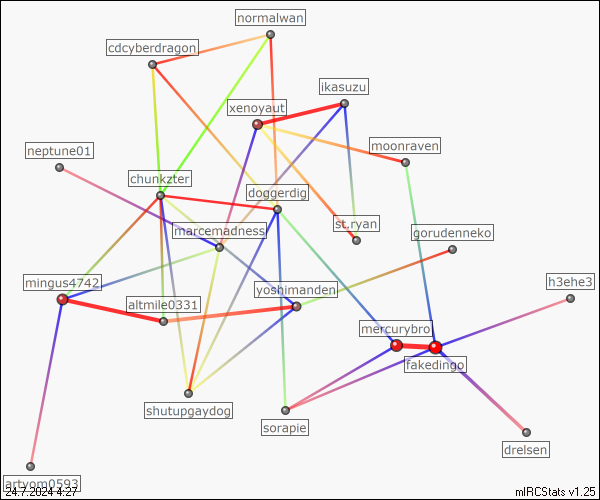 normalwan
cdcyberdragon
ikasuzu
xenoyaut
moonraven
neptune01
chunkzter
doggerdig
st.ryan
marcemadness
gorudenneko
mingus4742
h3ehe3
yoshimanden
altmile0331
mercurybroi
fakedingo
shutupgaydog
sorapie
drelsen
artyom0593
24.7.2024 4:27
mIRCStats v1.25